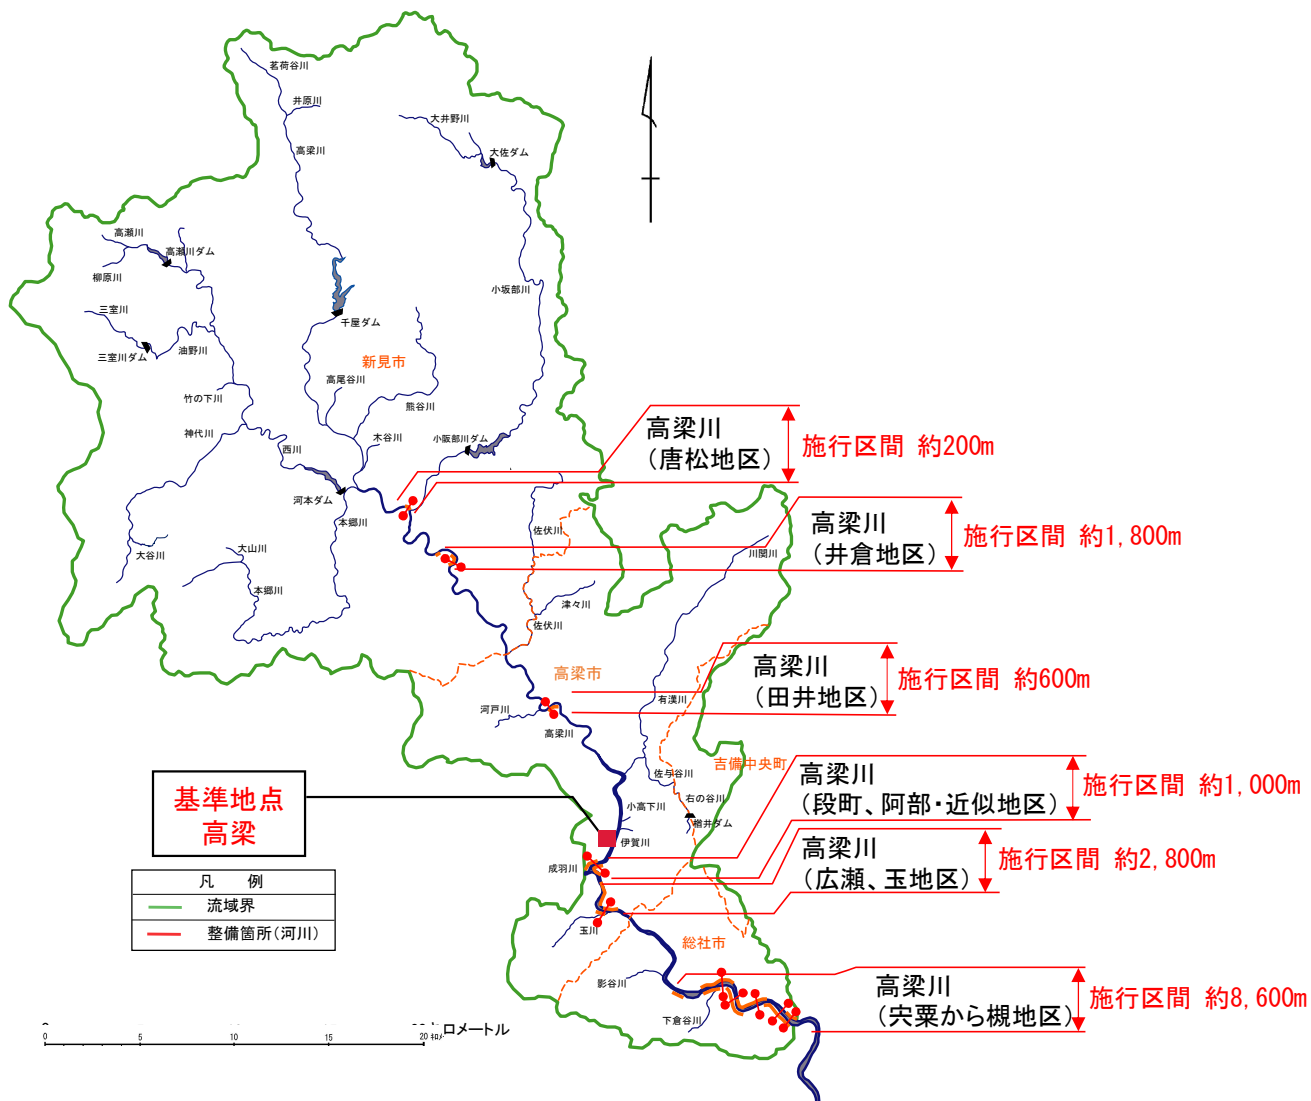 茗荷谷川
井原川
大井野川
高梁川
大佐ダム
高瀬川
高瀬川ダム
柳原川
小坂部川
三室川
千屋ダム
油野川
三室川ダム
新見市
高尾谷川
竹の下川
熊谷川
神代川
木谷川
小阪部川ダム
西川
河本ダム
本郷川
佐伏川
大谷川
大山川
川関川
本郷川
津々川
佐伏川
高梁市
有漢川
河戸川
高梁川
吉備中央町
佐与谷川
右の谷川
小高下川
楢井ダム
伊賀川
成羽川
玉川
総社市
影谷川
下倉谷川
高梁川
(唐松地区)
施行区間 約200m
高梁川
(井倉地区)
施行区間 約1,800m
高梁川
(田井地区)
施行区間 約600m
高梁川
(段町、阿部・近似地区)
施行区間 約1,000m
高梁川
(広瀬、玉地区)
施行区間 約2,800m
高梁川
(宍粟から槻地区)
施行区間 約8,600m
基準地点
高梁
凡 例
流域界
整備箇所(河川)
ロメートル
0 5 10 15 20